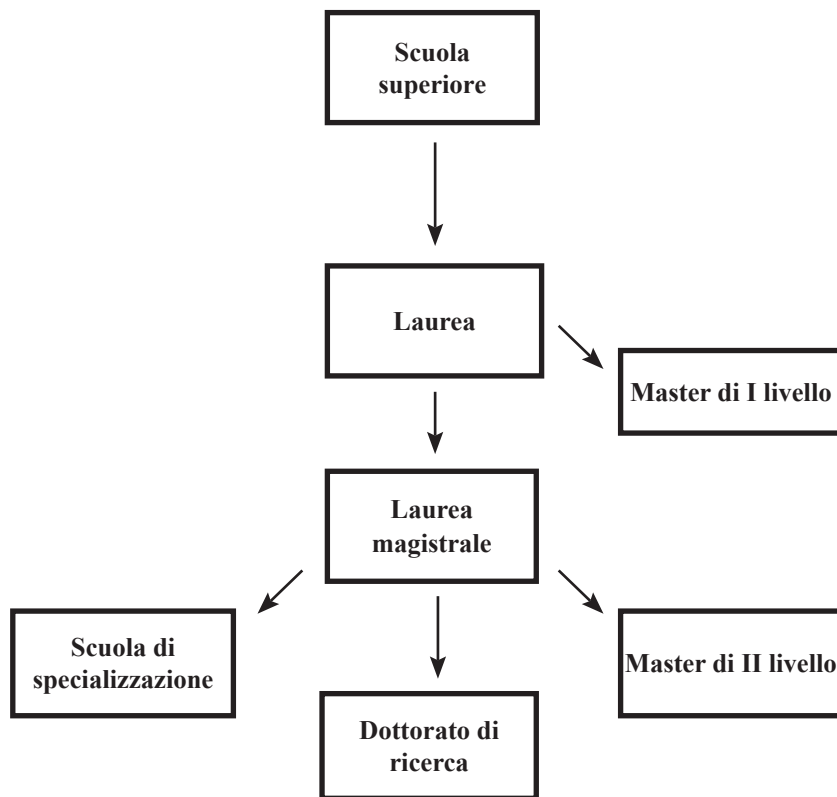 Scuola
superiore
Laurea
Master di I livello
Laurea
magistrale
Scuola di
specializzazione
Master di II livello
Dottorato di
ricerca